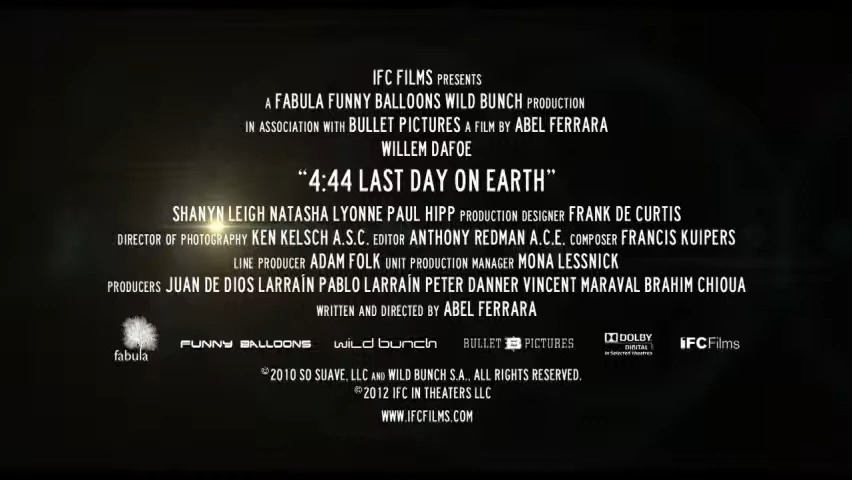 IFC FILMS PRESENTS
A FABULA FUNNY BALLOONS WILD BUNCH PRODUCTION
IN ASSOCIATION WITH BULLET PICTURES A FILM BY ABEL FERRARA
WILLEM DAFOE
“4:44 LAST DAY ON EARTH”
SHANYN LEIGH NATASHA LYONNE PAUL HIPP PRODUCTION DESIGNER FRANK DE CURTIS
DIRECTOR OF PHOTOGRAPHY KEN KELSCH A.S.C. EDITOR ANTHONY REDMAN A.C.E. COMPOSER FRANCIS KUIPERS
LINE PRODUCER ADAM FOLK UNIT PRODUCTION MANAGER MONA LESSNICK
PRODUCERS JUAN DE DIOS LARRAÍN PABLO LARRAÍN PETER DANNER VINCENT MARAVAL BRAHIM CHIOUA
WRITTEN AND DIRECTED BY ABEL FERRARA
fabula FUNNY BALLOONS wild bunch BULLET B PICTURES DOLBY DIGITAL In Selected Theatres IFC Films
©2010 SO SUAVE, LLC AND WILD BUNCH S.A., ALL RIGHTS RESERVED.
©2012 IFC IN THEATERS LLC
WWW.IFCFILMS.COM